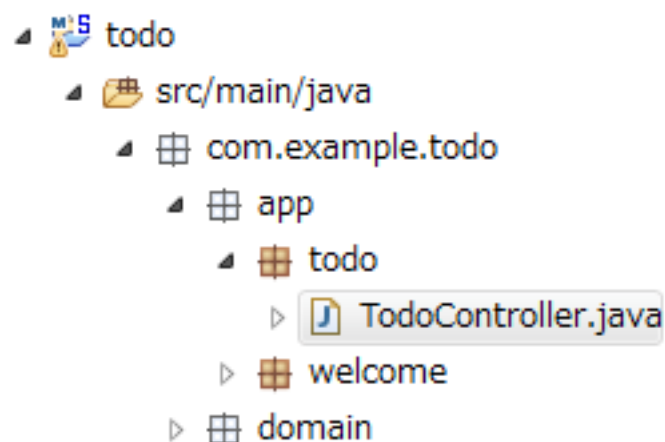 todo
src/main/java
com.example.todo
app
todo
TodoController.java
welcome
domain